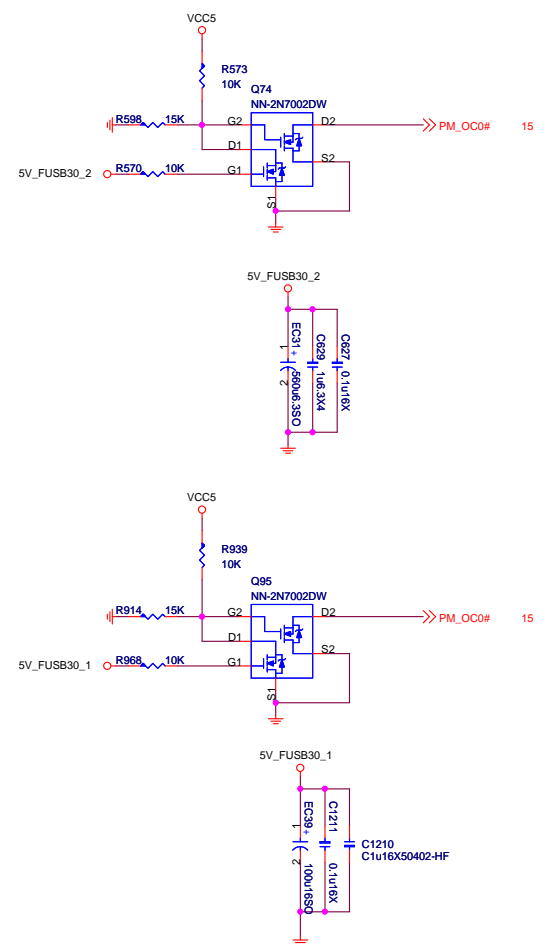 VCC5
R573
10K
Q74
NN-2N7002DW
R598 15K
G2
D2
PM_OC0# 15
D1
S2
5V_FUSB30_2
R570 10K
G1
S1
5V_FUSB30_2
EC31
+
1
2
560u6.3SO
C629
1u6.3X4
C627
0.1u16X
VCC5
R939
10K
Q95
NN-2N7002DW
R914 15K
G2
D2
PM_OC0# 15
D1
S2
5V_FUSB30_1
R968 10K
G1
S1
5V_FUSB30_1
EC39
+
1
2
100u16SO
C1211
0.1u16X
C1210
C1u16X50402-HF